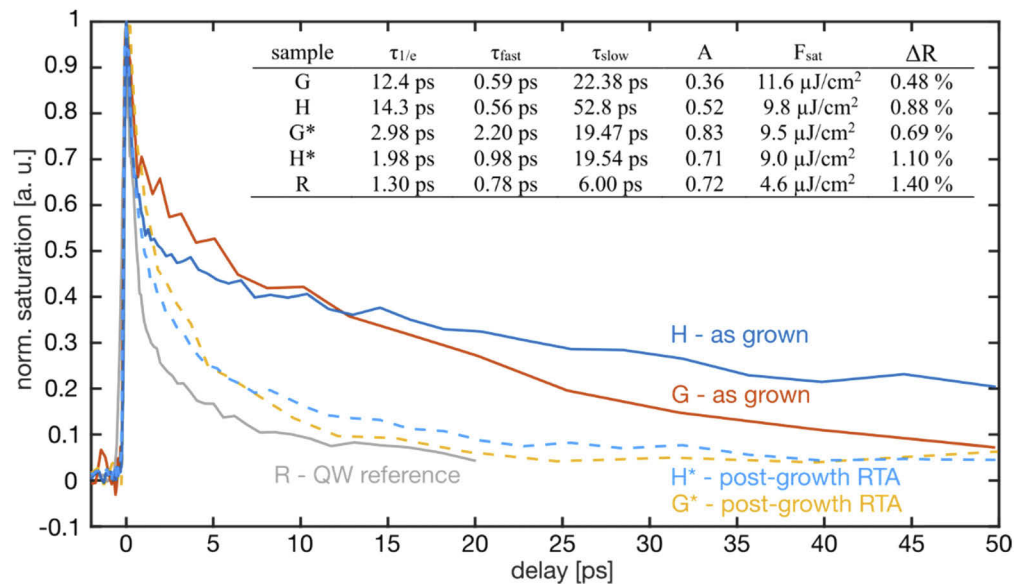 1
sample τ1/e τfast τslow A Fsat ΔR
0.9
G 12.4 ps 0.59 ps 22.38 ps 0.36 11.6 μJ/cm² 0.48 %
H 14.3 ps 0.56 ps 52.8 ps 0.52 9.8 μJ/cm² 0.88 %
0.8
G* 2.98 ps 2.20 ps 19.47 ps 0.83 9.5 μJ/cm² 0.69 %
0.7
H* 1.98 ps 0.98 ps 19.54 ps 0.71 9.0 μJ/cm² 1.10 %
R 1.30 ps 0.78 ps 6.00 ps 0.72 4.6 μJ/cm² 1.40 %
0.6
0.5
0.4
0.3
0.2
0.1
0
-0.1
norm. saturation [a. u.]
H - as grown
G - as grown
R - QW reference
H* - post-growth RTA
G* - post-growth RTA
0 5 10 15 20 25 30 35 40 45 50
delay [ps]